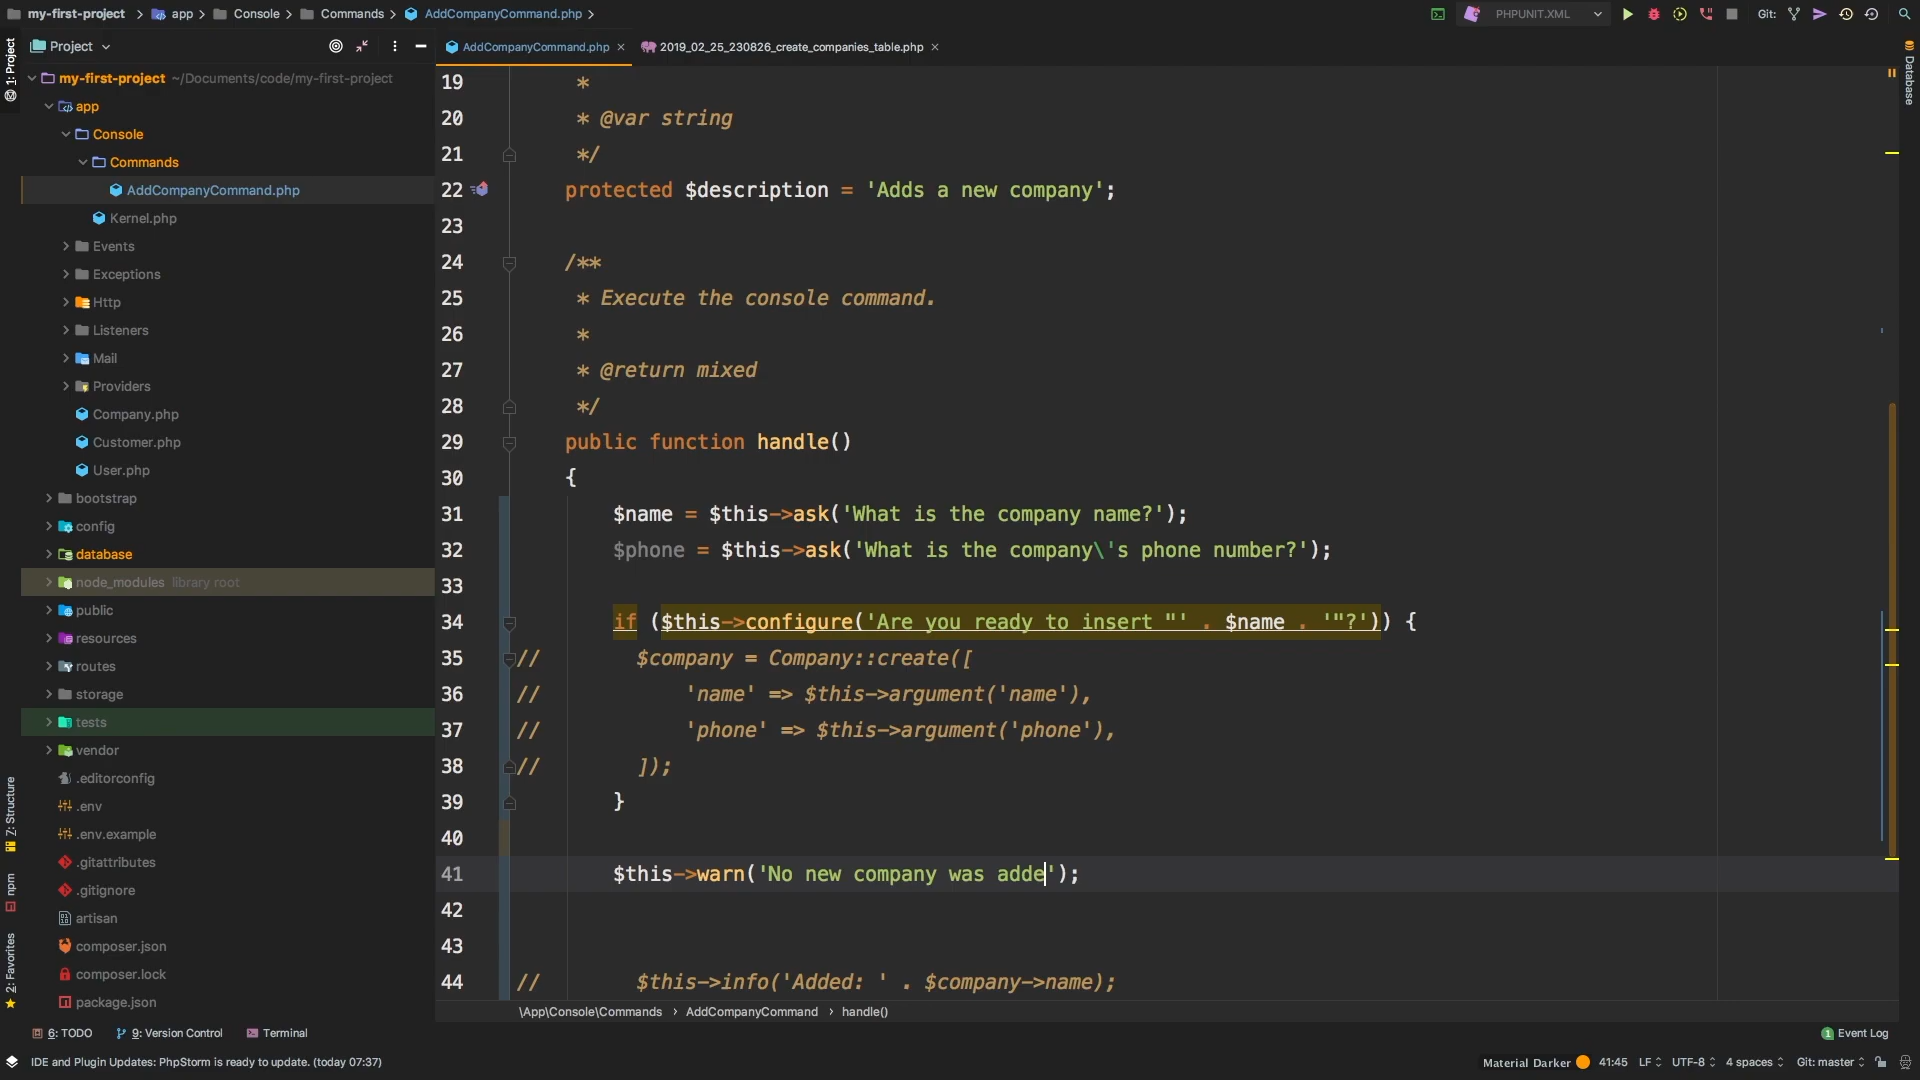 my-first-project app Console Commands AddCompanyCommand.php PHPUNIT.XML Git:
Project
AddCompanyCommand.php
2019_02_25_230826_create_companies_table.php
1: Project
Database
my-first-project ~/Documents/code/my-first-project
app
Console
Commands
AddCompanyCommand.php
Kernel.php
Events
Exceptions
Http
Listeners
Mail
Providers
Company.php
Customer.php
User.php
bootstrap
config
database
node_modules library root
public
resources
routes
storage
tests
vendor
.editorconfig
.env
.env.example
.gitattributes
.gitignore
artisan
composer.json
composer.lock
package.json
Z: Structure
npm
2: Favorites
19 *
20 * @var string
21 */
22 protected $description = 'Adds a new company';
23
24 /**
25 * Execute the console command.
26 *
27 * @return mixed
28 */
29 public function handle()
30 {
31 $name = $this->ask('What is the company name?');
32 $phone = $this->ask('What is the company\'s phone number?');
33
34 if ($this->configure('Are you ready to insert "' . $name . '"?')) {
35 // $company = Company::create([
36 // 'name' => $this->argument('name'),
37 // 'phone' => $this->argument('phone'),
38 // ]);
39 }
40
41 $this->warn('No new company was adde');
42
43
44 // $this->info('Added: ' . $company->name);
\App\Console\Commands › AddCompanyCommand › handle()
6: TODO 9: Version Control Terminal 1 Event Log
IDE and Plugin Updates: PhpStorm is ready to update. (today 07:37) Material Darker 41:45 LF UTF-8 4 spaces Git: master